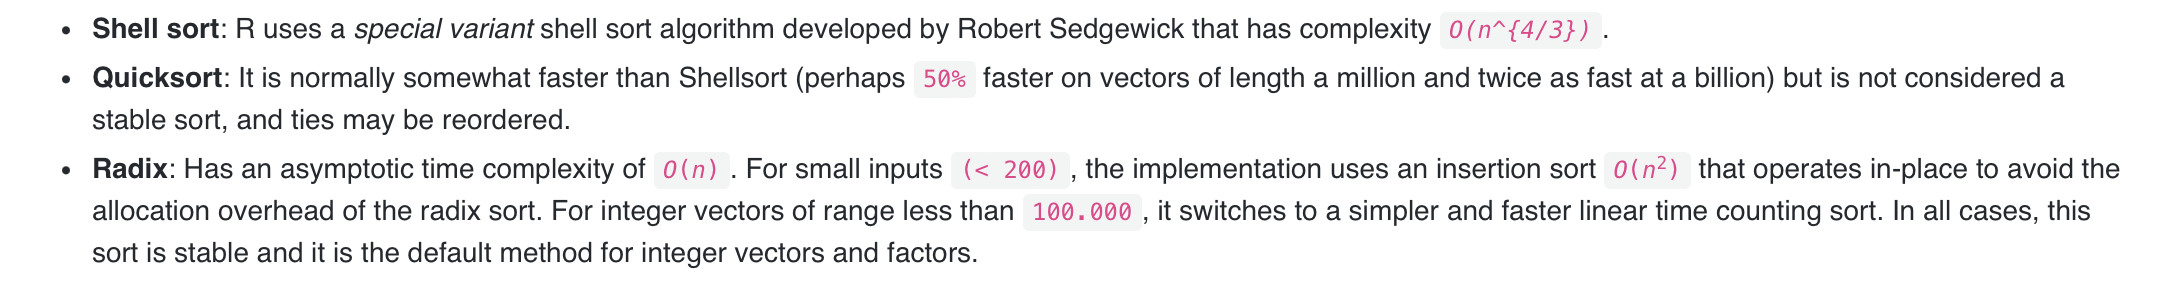 • Shell sort: R uses a special variant shell sort algorithm developed by Robert Sedgewick that has complexity O(n^{4/3}) .
• Quicksort: It is normally somewhat faster than Shellsort (perhaps 50% faster on vectors of length a million and twice as fast at a billion) but is not considered a
stable sort, and ties may be reordered.
• Radix: Has an asymptotic time complexity of O(n) . For small inputs (< 200) , the implementation uses an insertion sort O(n²) that operates in-place to avoid the
allocation overhead of the radix sort. For integer vectors of range less than 100.000 , it switches to a simpler and faster linear time counting sort. In all cases, this
sort is stable and it is the default method for integer vectors and factors.